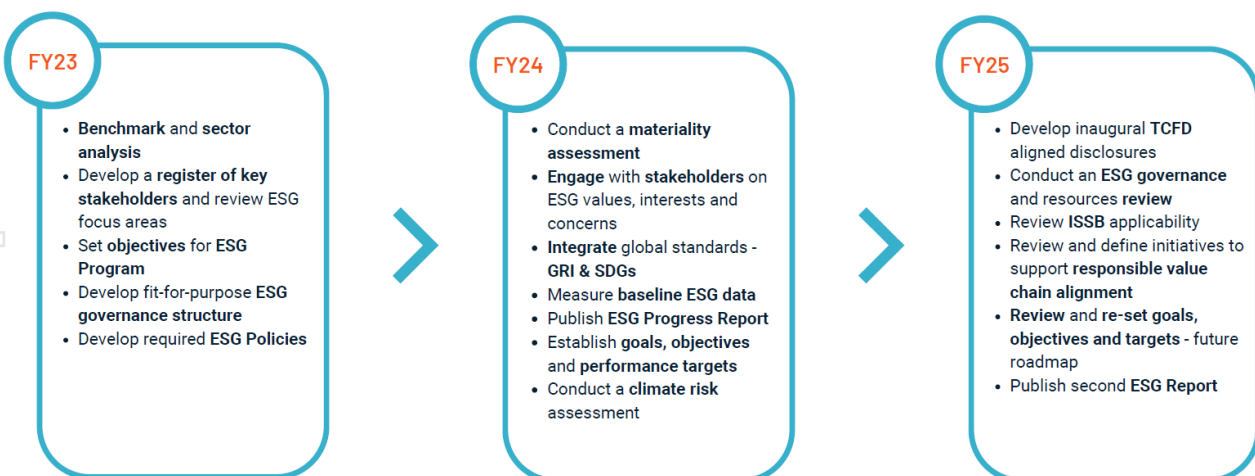 FY23
• Benchmark and sector
analysis
• Develop a register of key
stakeholders and review ESG
focus areas
• Set objectives for ESG
Program
• Develop fit-for-purpose ESG
governance structure
• Develop required ESG Policies
FY24
• Conduct a materiality
assessment
• Engage with stakeholders on
ESG values, interests and
concerns
• Integrate global standards -
GRI & SDGs
• Measure baseline ESG data
• Publish ESG Progress Report
• Establish goals, objectives
and performance targets
• Conduct a climate risk
assessment
FY25
• Develop inaugural TCFD
aligned disclosures
• Conduct an ESG governance
and resources review
• Review ISSB applicability
• Review and define initiatives to
support responsible value
chain alignment
• Review and re-set goals,
objectives and targets - future
roadmap
• Publish second ESG Report